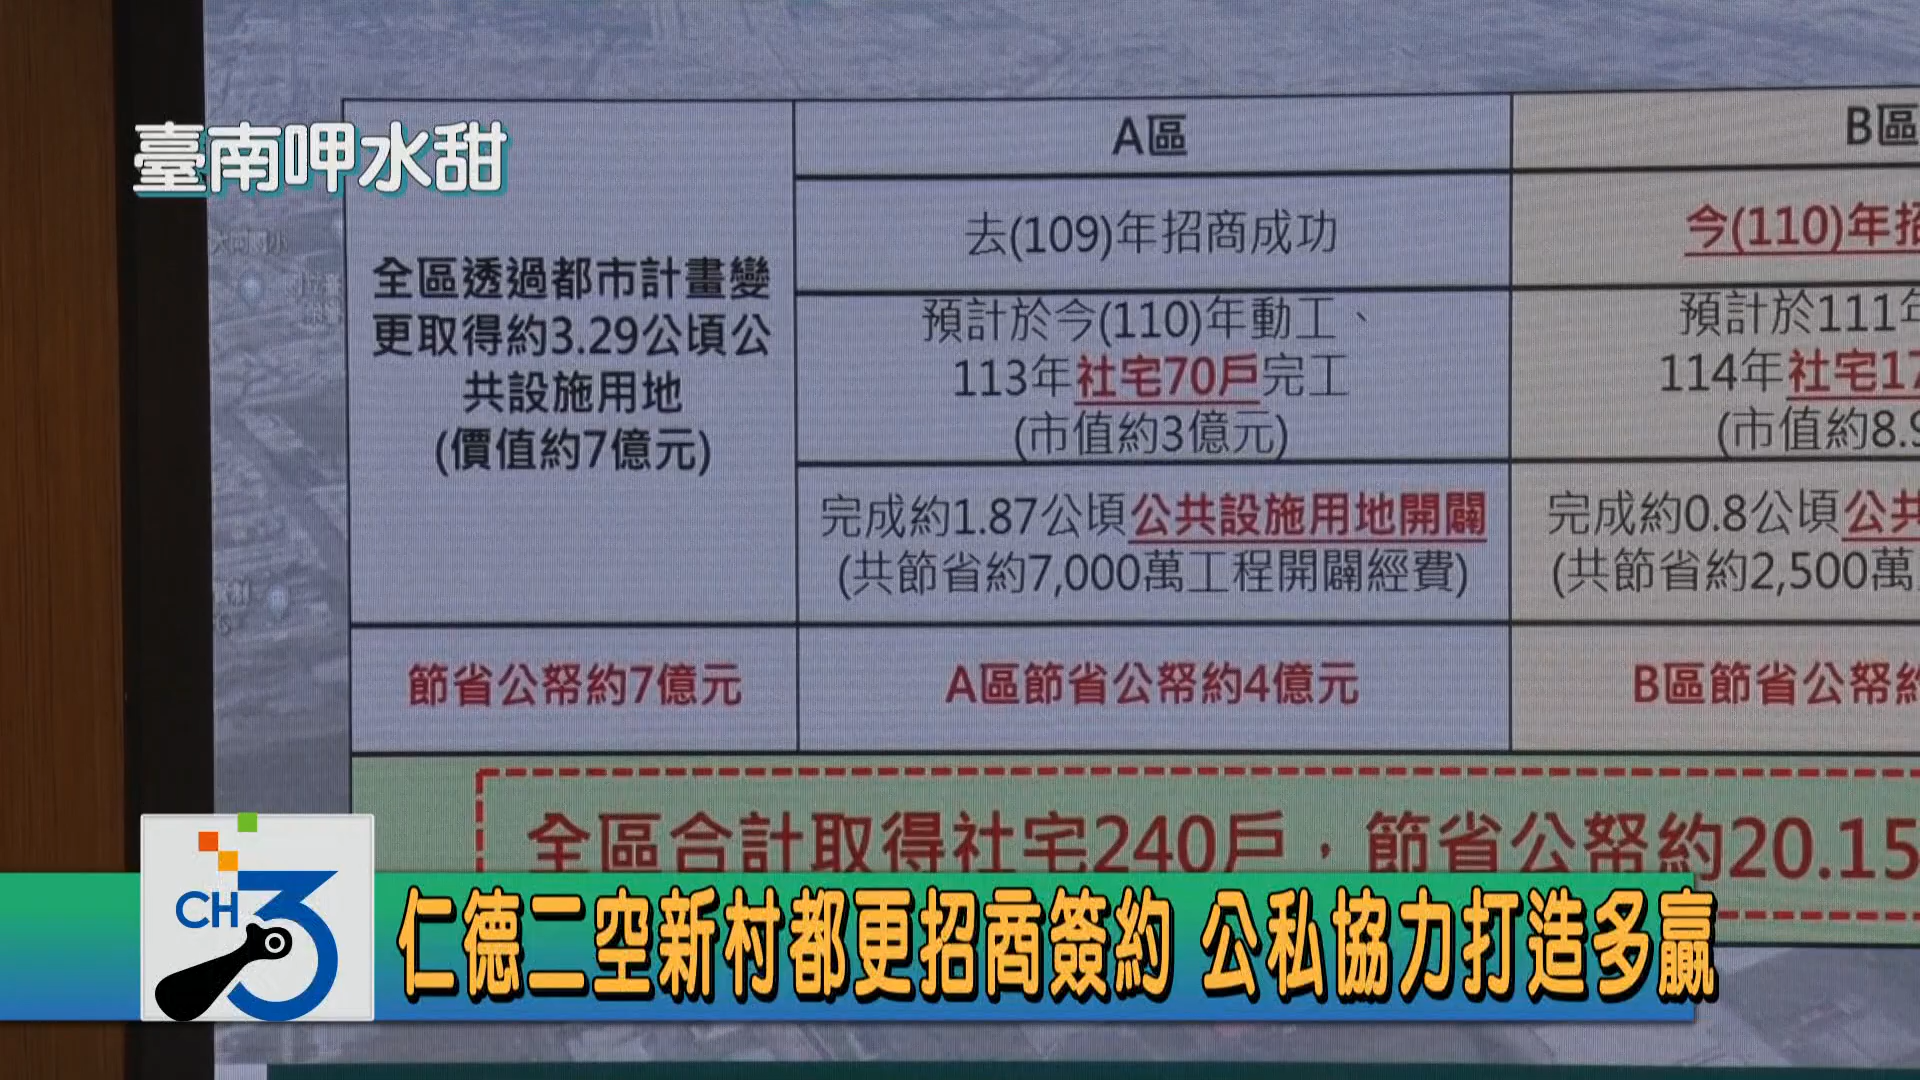 臺南呷水甜
A區
B區
全區透過都市計畫變
更取得約3.29公頃公
共設施用地
(價值約7億元)
去(109)年招商成功
今(110)年招
預計於今(110)年動工、
113年社宅70戶完工
(市值約3億元)
預計於111年
114年社宅17
(市值約8.9
完成約1.87公頃公共設施用地開闢
(共節省約7,000萬工程開闢經費)
完成約0.8公頃公共
(共節省約2,500萬
節省公帑約7億元
A區節省公帑約4億元
B區節省公帑約
全區合計取得社宅240戶，節省公帑約20.15
CH3
仁德二空新村都更招商簽約 公私協力打造多贏